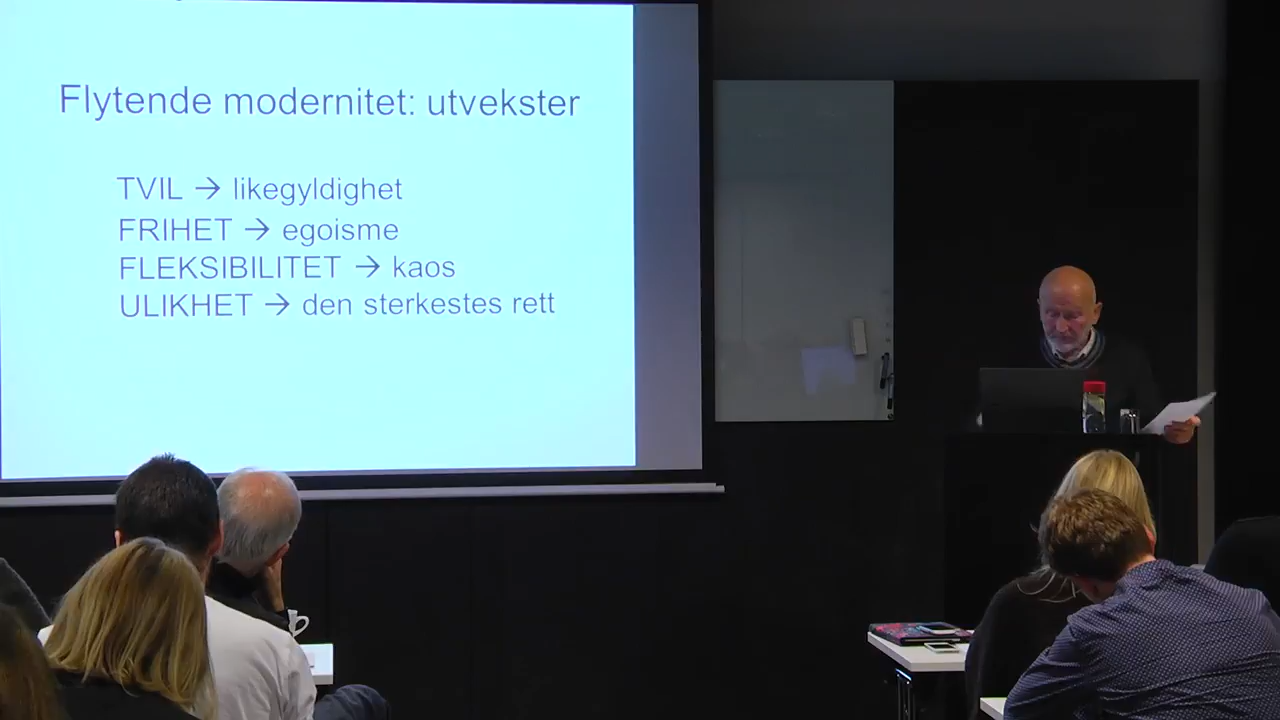 Flytende modernitet: utvekster
TVIL → likegyldighet
FRIHET → egoisme
FLEKSIBILITET → kaos
ULIKHET → den sterkestes rett